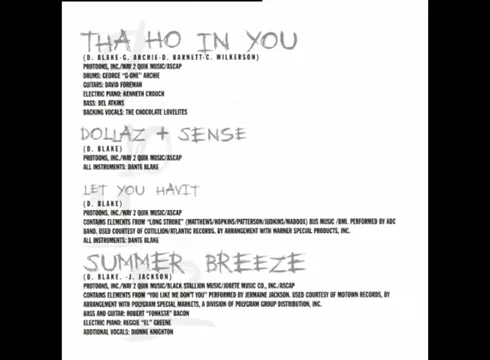 THA HO IN YOU
(D. BLAKE-G. ARCHIE-D. BARNETT-C. WILKERSON)
PROTOONS, INC./WAY 2 QUIK MUSIC/ASCAP
DRUMS: GEORGE "G-ONE" ARCHIE
GUITARS: DAVID FOREMAN
ELECTRIC PIANO: KENNETH CROUCH
BASS: DEL ATKINS
BACKING VOCALS: THE CHOCOLATE LOVELITES
DOLLAZ + SENSE
(D. BLAKE)
PROTOONS, INC./WAY 2 QUIK MUSIC/ASCAP
ALL INSTRUMENTS: DANTE BLAKE
LET YOU HAVIT
(D. BLAKE)
PROTOONS, INC./WAY 2 QUIK MUSIC/ASCAP
CONTAINS ELEMENTS FROM "LONG STROKE" (MATTHEWS/HOPKINS/PATTERSON/JUDKINS/MADDOX) BUS MUSIC /BMI. PERFORMED BY ADC
BAND. USED COURTESY OF COTILLION/ATLANTIC RECORDS, BY ARRANGEMENT WITH WARNER SPECIAL PRODUCTS, INC.
ALL INSTRUMENTS: DANTE BLAKE
SUMMER BREEZE
(D. BLAKE. -J. JACKSON)
PROTOONS, INC./WAY 2 QUIK MUSIC/BLACK STALLION MUSIC/JOBETE MUSIC CO., INC./ASCAP
CONTAINS ELEMENTS FROM "YOU LIKE ME DON'T YOU" PERFORMED BY JERMAINE JACKSON, USED COURTESY OF MOTOWN RECORDS, BY
ARRANGEMENT WITH POLYGRAM SPECIAL MARKETS, A DIVISION OF POLYGRAM GROUP DISTRIBUTION, INC.
BASS AND GUITAR: ROBERT "FONKSTA" BACON
ELECTRIC PIANO: REGGIE "EL" GREENE
ADDTIONAL VOCALS: DIONNE KNIGHTON